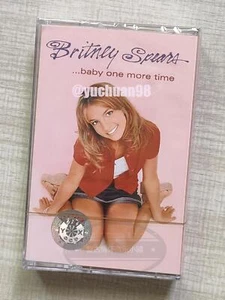 Britney Spears
...baby one more time
@yuchuan98